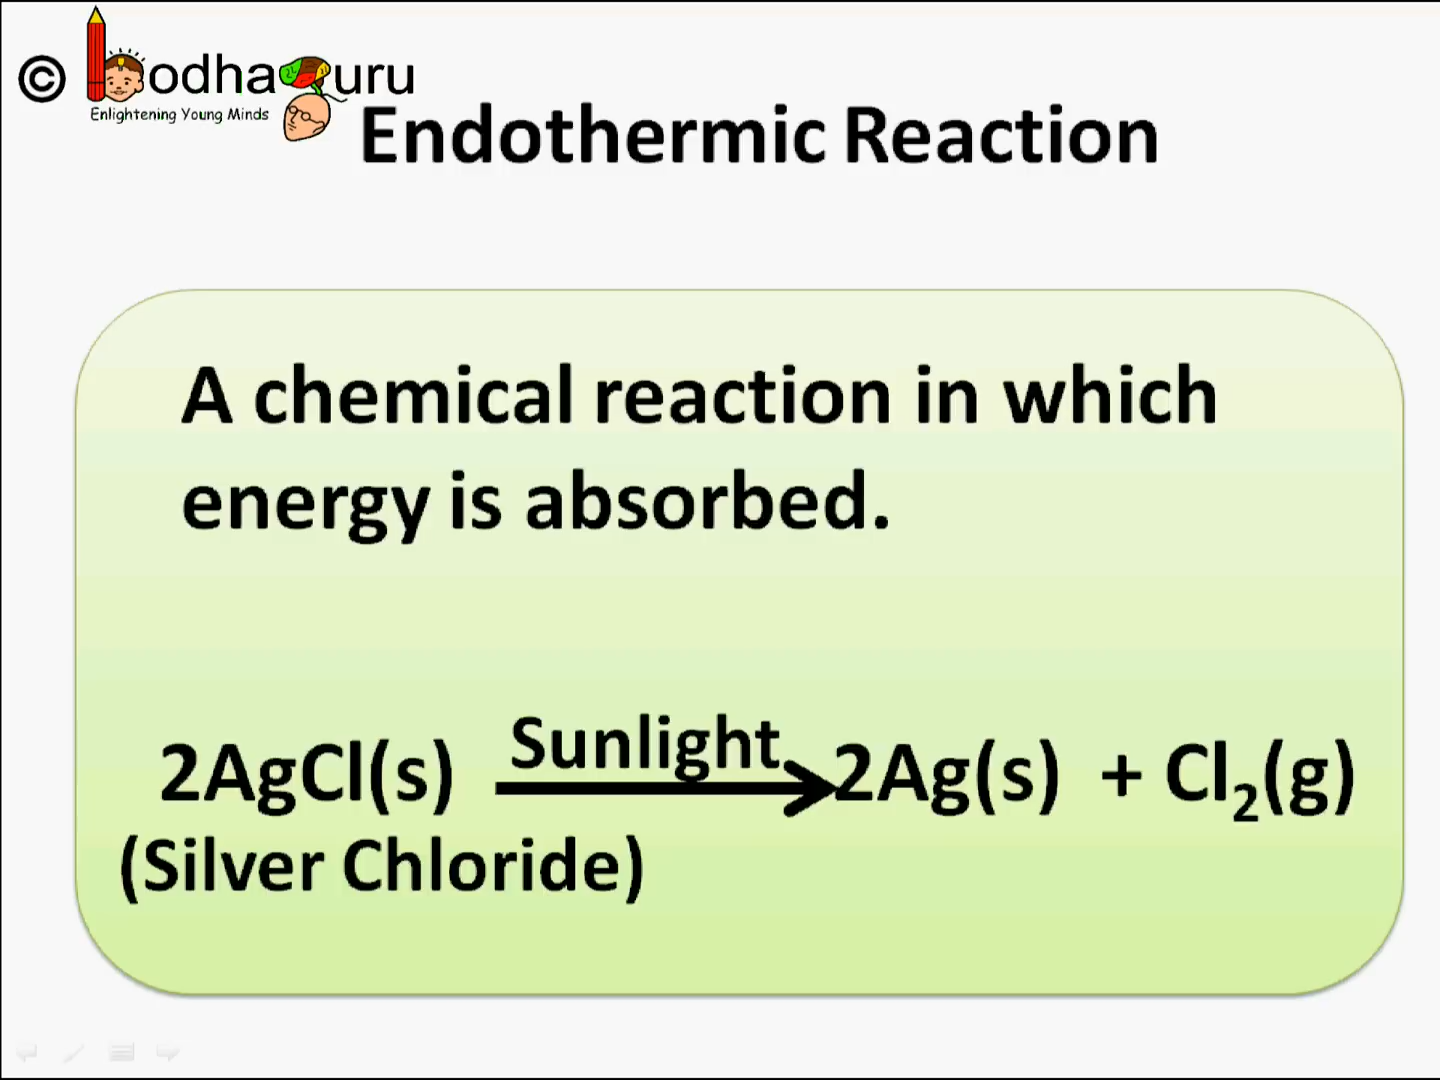 © bodhaguru
Enlightening Young Minds
Endothermic Reaction
A chemical reaction in which
energy is absorbed.
Sunlight
2AgCl(s) 2Ag(s) + Cl₂(g)
(Silver Chloride)